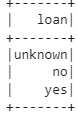 +-------+
|   loan|
+-------+
|unknown|
|     no|
|    yes|
+-------+